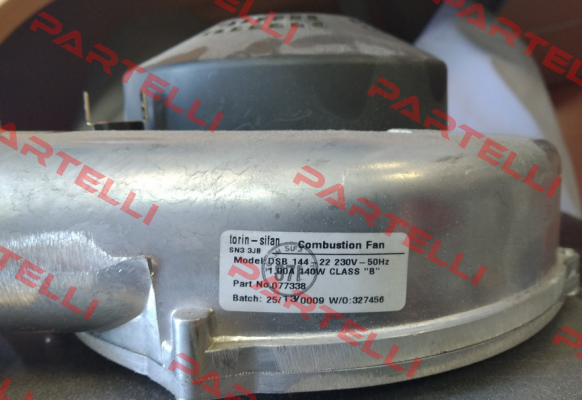 torin-sifan
SN3 3JB
Combustion Fan
Model: DSB 144-22 230V-50Hz
1.00A 140W CLASS "B"
Part No.077338
Batch: 25/13/0009 W/O:327456
PARTELLI
PARTELLI
PARTELLI
PARTELLI
PARTELLI
PARTELLI
PARTELLI
PARTELLI